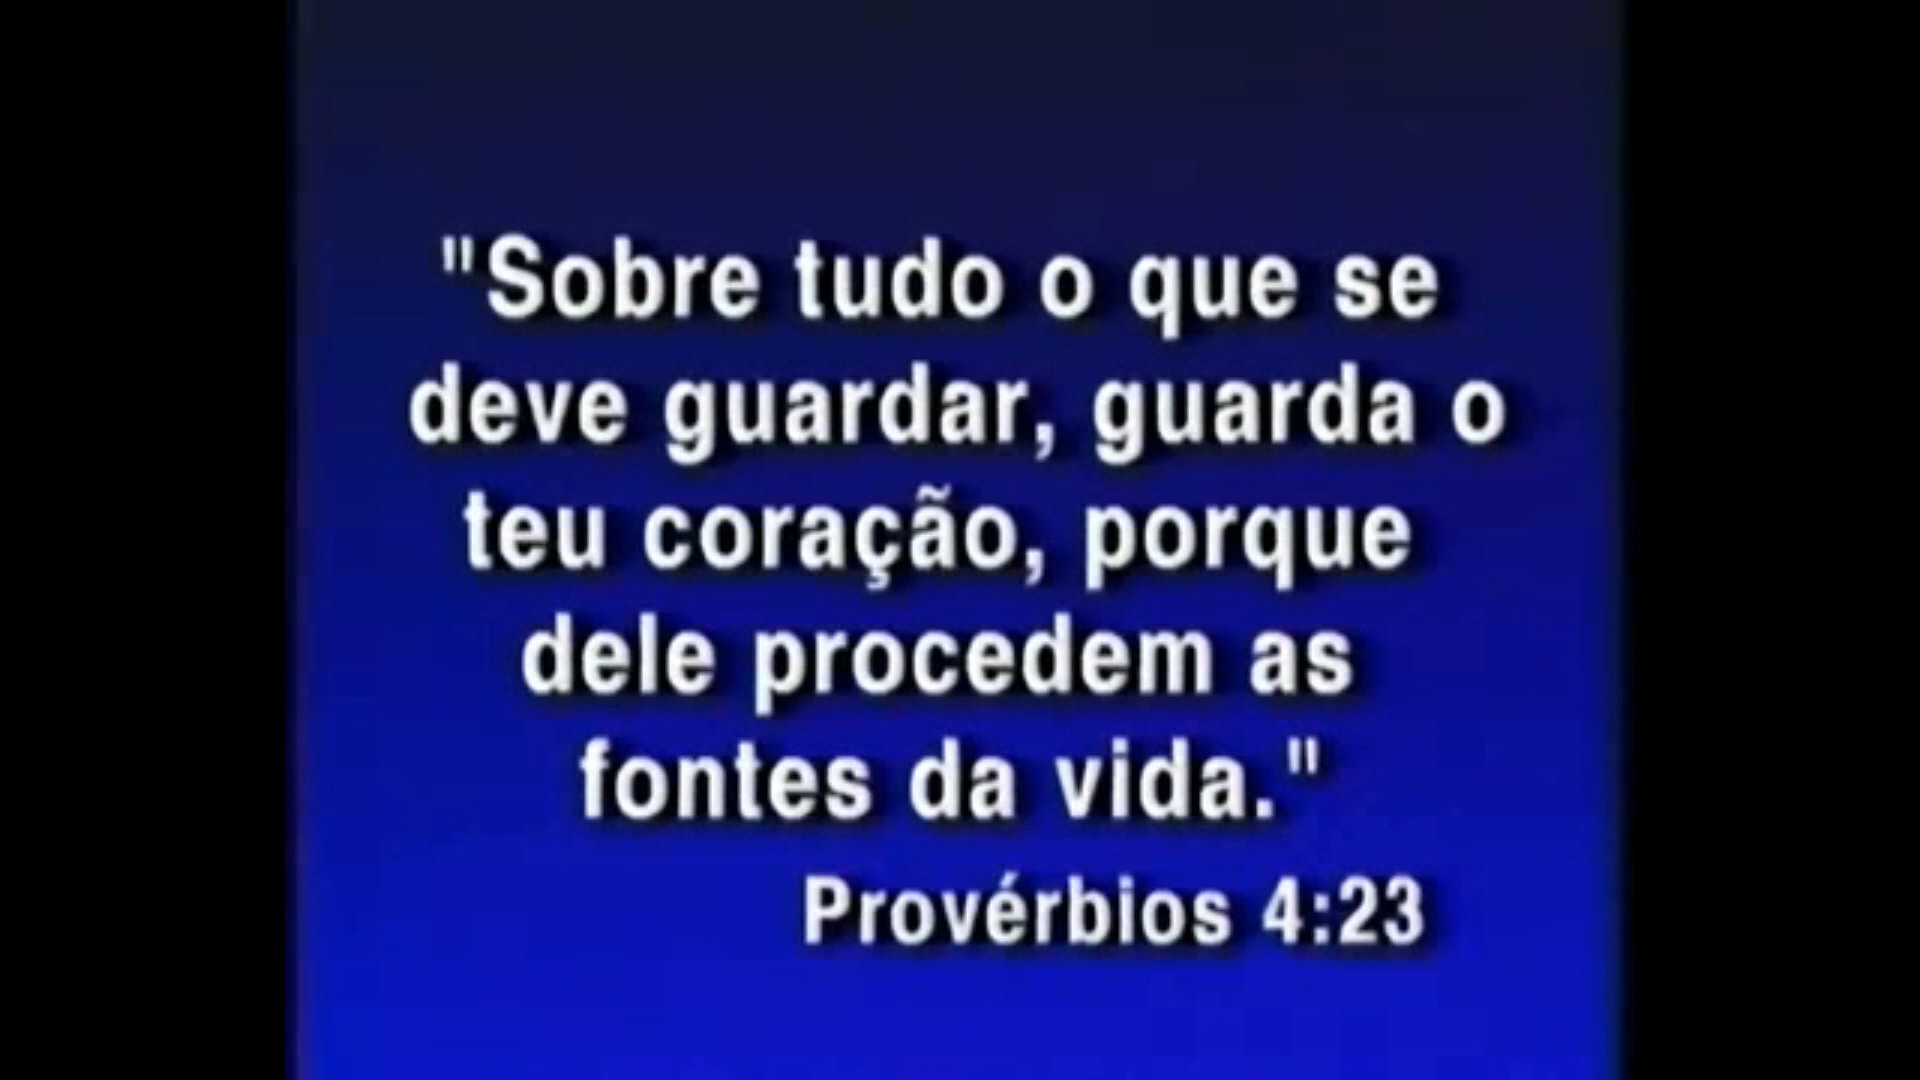 "Sobre tudo o que se
deve guardar, guarda o
teu coração, porque
dele procedem as
fontes da vida."
Provérbios 4:23